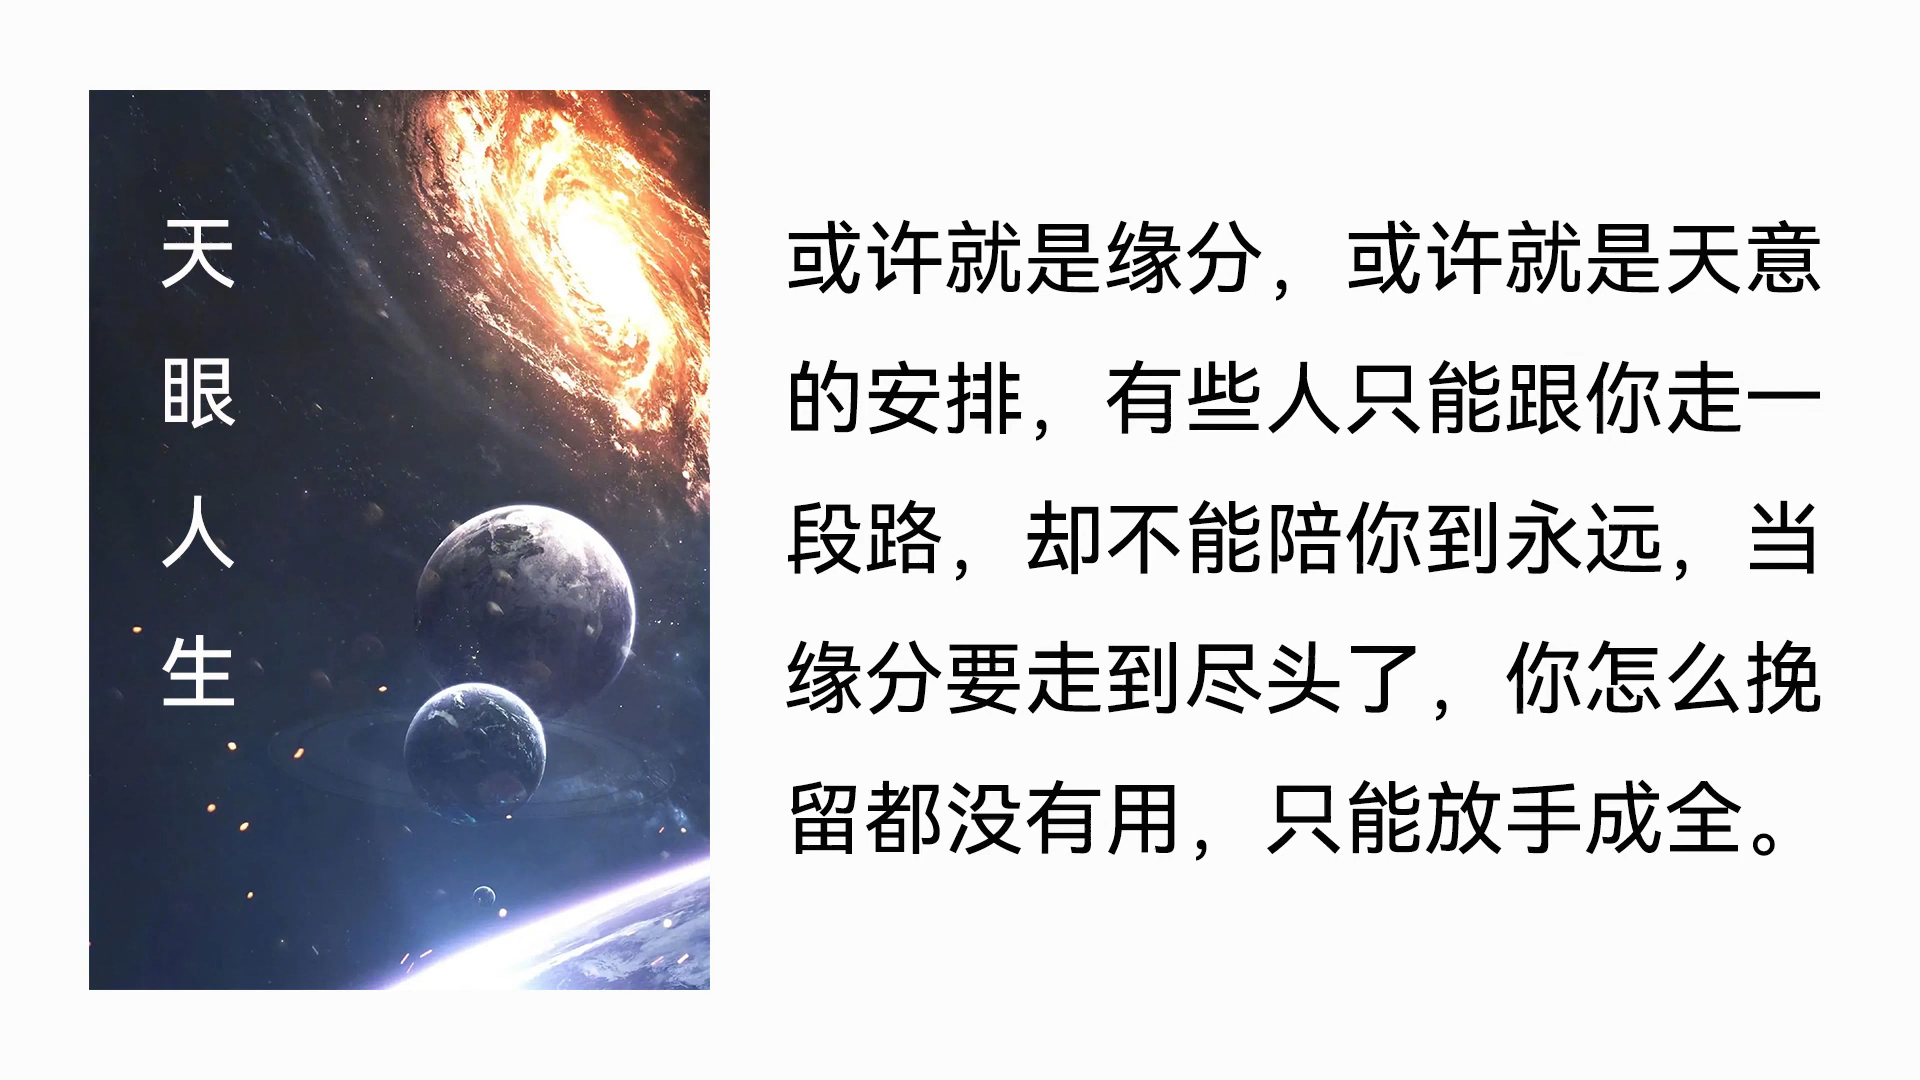 天眼人生
或许就是缘分，或许就是天意
的安排，有些人只能跟你走一
段路，却不能陪你到永远，当
缘分要走到尽头了，你怎么挽
留都没有用，只能放手成全。